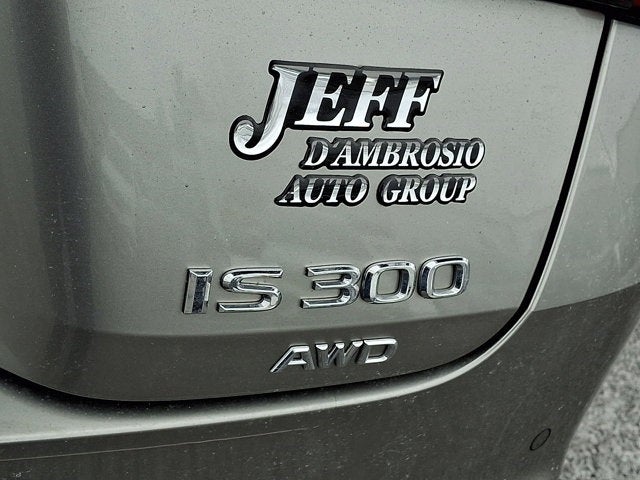 JEFF
D'AMBROSIO
AUTO GROUP
IS 300
AWD